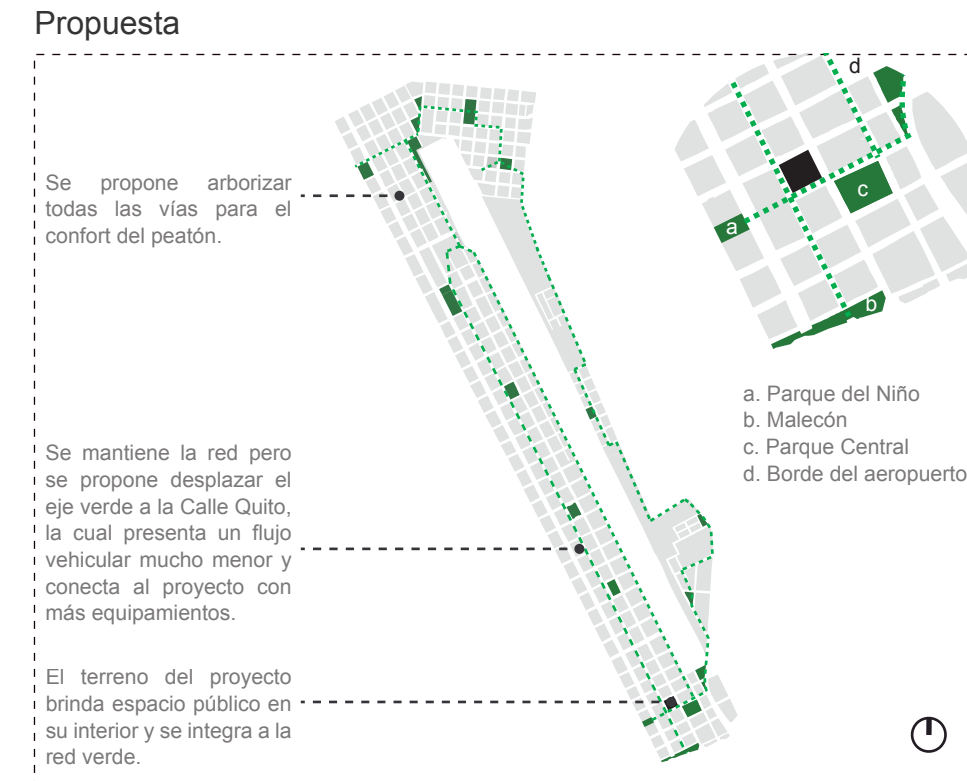 Propuesta
Se propone arborizar
todas las vías para el
confort del peatón.
Se mantiene la red pero
se propone desplazar el
eje verde a la Calle Quito,
la cual presenta un flujo
vehicular mucho menor y
conecta al proyecto con
más equipamientos.
El terreno del proyecto
brinda espacio público en
su interior y se integra a la
red verde.
d
c
a
b
a. Parque del Niño
b. Malecón
c. Parque Central
d. Borde del aeropuerto